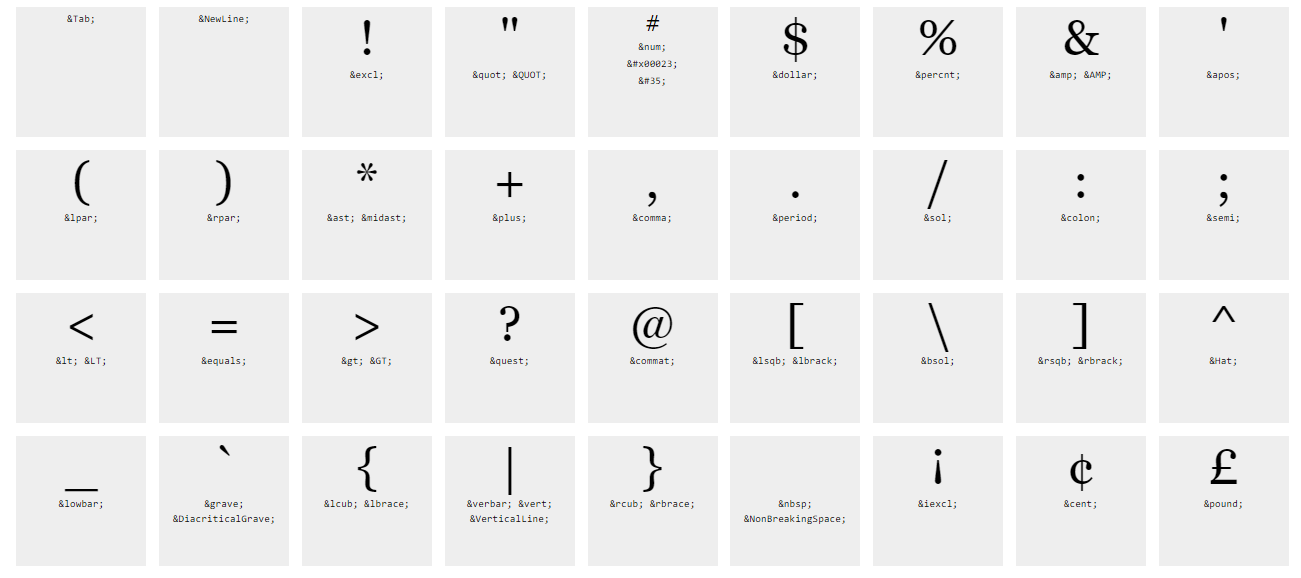 &Tab; &NewLine;
! " # $ % & '
&num;
&#x00023;
&excl; &quot; &QUOT; &#35; &dollar; &percnt; &amp; &AMP; &apos;
( ) * + , . / : ;
&lpar; &rpar; &ast; &midast; &plus; &comma; &period; &sol; &colon; &semi;
< = > ? @ [ \ ] ^
&lt; &LT; &equals; &gt; &GT; &quest; &commat; &lsqb; &lbrack; &bsol; &rsqb; &rbrack; &Hat;
_ ` { | } ¡ ¢ £
&lowbar; &grave; &lcub; &lbrace; &verbar; &vert; &rcub; &rbrace; &nbsp; &iexcl; &cent; &pound;
&DiacriticalGrave; &VerticalLine; &NonBreakingSpace;